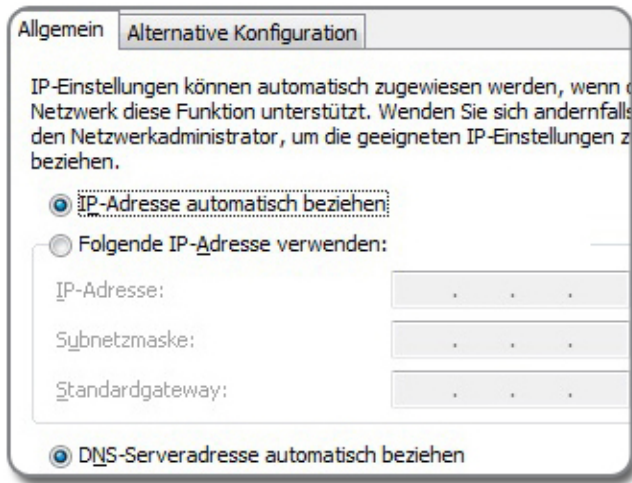 Allgemein Alternative Konfiguration
IP-Einstellungen können automatisch zugewiesen werden, wenn
Netzwerk diese Funktion unterstützt. Wenden Sie sich andernfalls
den Netzwerkadministrator, um die geeigneten IP-Einstellungen z
beziehen.
IP-Adresse automatisch beziehen
Folgende IP-Adresse verwenden:
IP-Adresse: . . .
Subnetzmaske: . . .
Standardgateway: . . .
DNS-Serveradresse automatisch beziehen